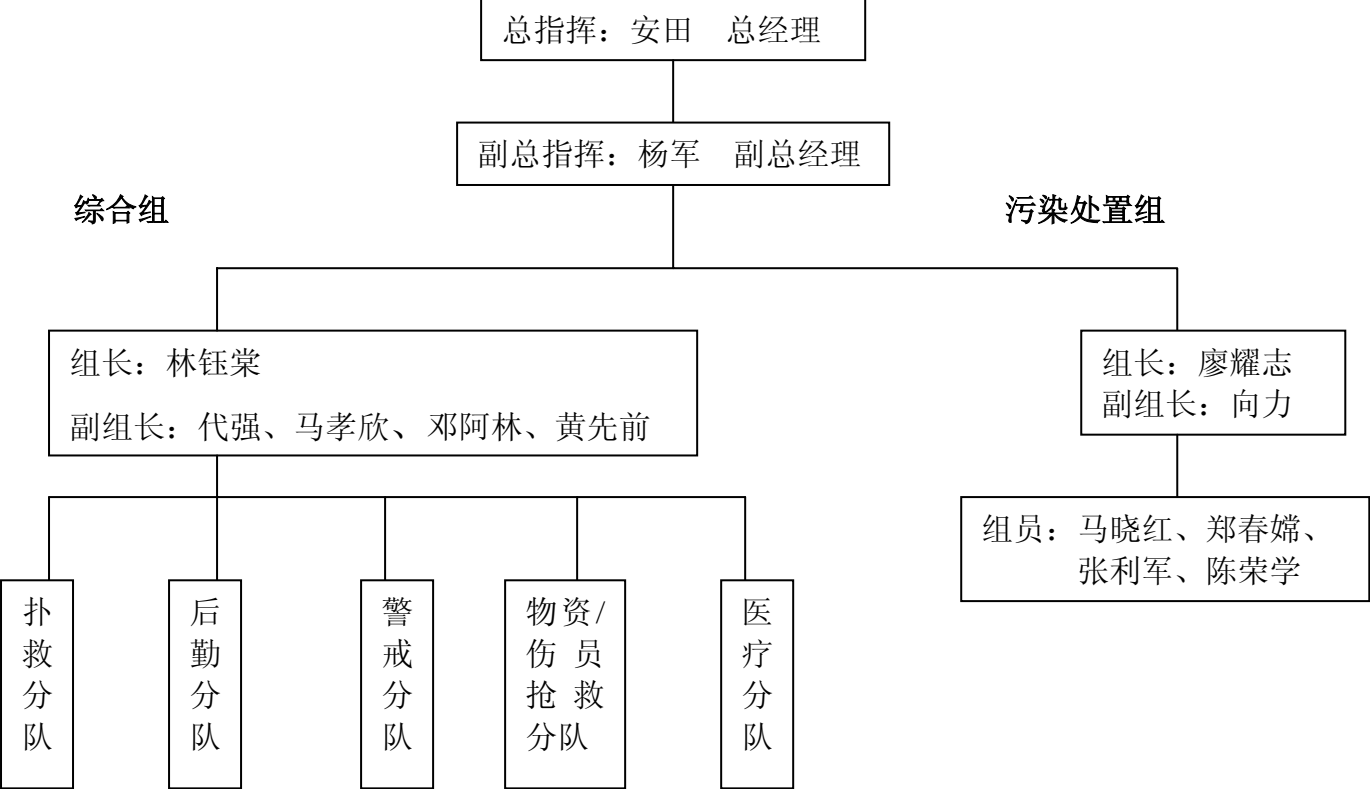 总指挥：安田　总经理
副总指挥：杨军　副总经理
综合组
污染处置组
组长：林钰棠
副组长：代强、马孝欣、邓阿林、黄先前
组长：廖耀志
副组长：向力
组员：马晓红、郑春嫦、
张利军、陈荣学
扑救分队
后勤分队
警戒分队
物资/
伤员
抢救
分队
医疗分队